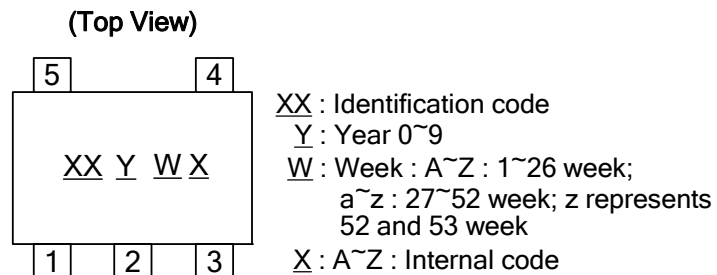 (Top View)
5 4
XX : Identification code
Y : Year 0~9
XX Y W X
W : Week : A~Z : 1~26 week;
a~z : 27~52 week; z represents
52 and 53 week
1 2 3
X : A~Z : Internal code